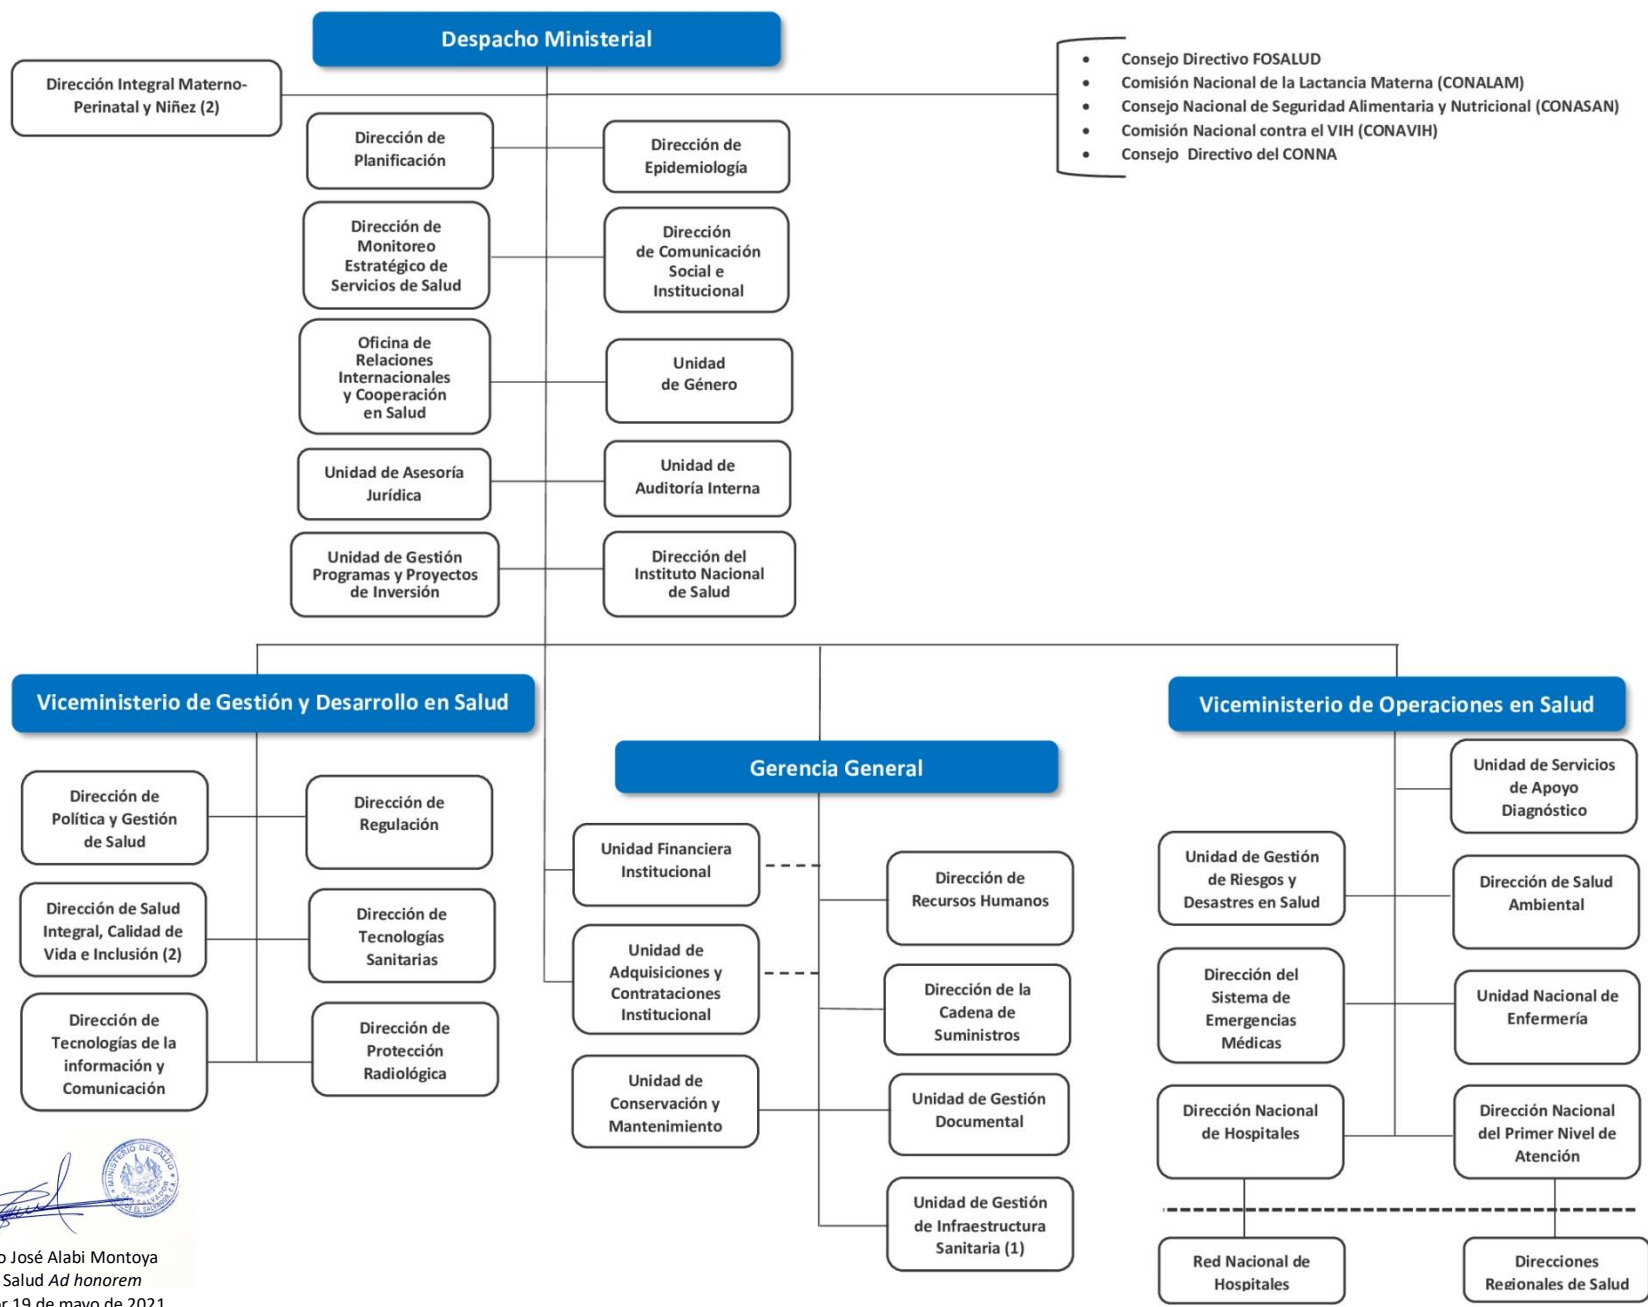 Despacho Ministerial
Dirección Integral Materno-
Perinatal y Niñez (2)
• Consejo Directivo FOSALUD
• Comisión Nacional de la Lactancia Materna (CONALAM)
• Consejo Nacional de Seguridad Alimentaria y Nutricional (CONASAN)
• Comisión Nacional contra el VIH (CONAVIH)
• Consejo Directivo del CONNA
Dirección de
Planificación
Dirección de
Epidemiología
Dirección de
Monitoreo
Estratégico de
Servicios de Salud
Dirección
de Comunicación
Social e
Institucional
Oficina de
Relaciones
Internacionales
y Cooperación
en Salud
Unidad
de Género
Unidad de Asesoría
Jurídica
Unidad de
Auditoría Interna
Unidad de Gestión
Programas y Proyectos
de Inversión
Dirección del
Instituto Nacional
de Salud
Viceministerio de Gestión y Desarrollo en Salud
Dirección de
Política y Gestión
de Salud
Dirección de
Regulación
Dirección de Salud
Integral, Calidad de
Vida e Inclusión (2)
Dirección de
Tecnologías
Sanitarias
Dirección de
Tecnologías de la
información y
Comunicación
Dirección de
Protección
Radiológica
Gerencia General
Unidad Financiera
Institucional
Dirección de
Recursos Humanos
Unidad de
Adquisiciones y
Contrataciones
Institucional
Dirección de la
Cadena de
Suministros
Unidad de
Conservación y
Mantenimiento
Unidad de Gestión
Documental
Unidad de Gestión
de Infraestructura
Sanitaria (1)
Viceministerio de Operaciones en Salud
Unidad de Servicios
de Apoyo
Diagnóstico
Unidad de Gestión
de Riesgos y
Desastres en Salud
Dirección de Salud
Ambiental
Dirección del
Sistema de
Emergencias
Médicas
Unidad Nacional de
Enfermería
Dirección Nacional
de Hospitales
Dirección Nacional
del Primer Nivel de
Atención
Red Nacional de
Hospitales
Direcciones
Regionales de Salud
MINISTERIO DE SALUD
o José Alabi Montoya
Salud Ad honorem
r 19 de mayo de 2021